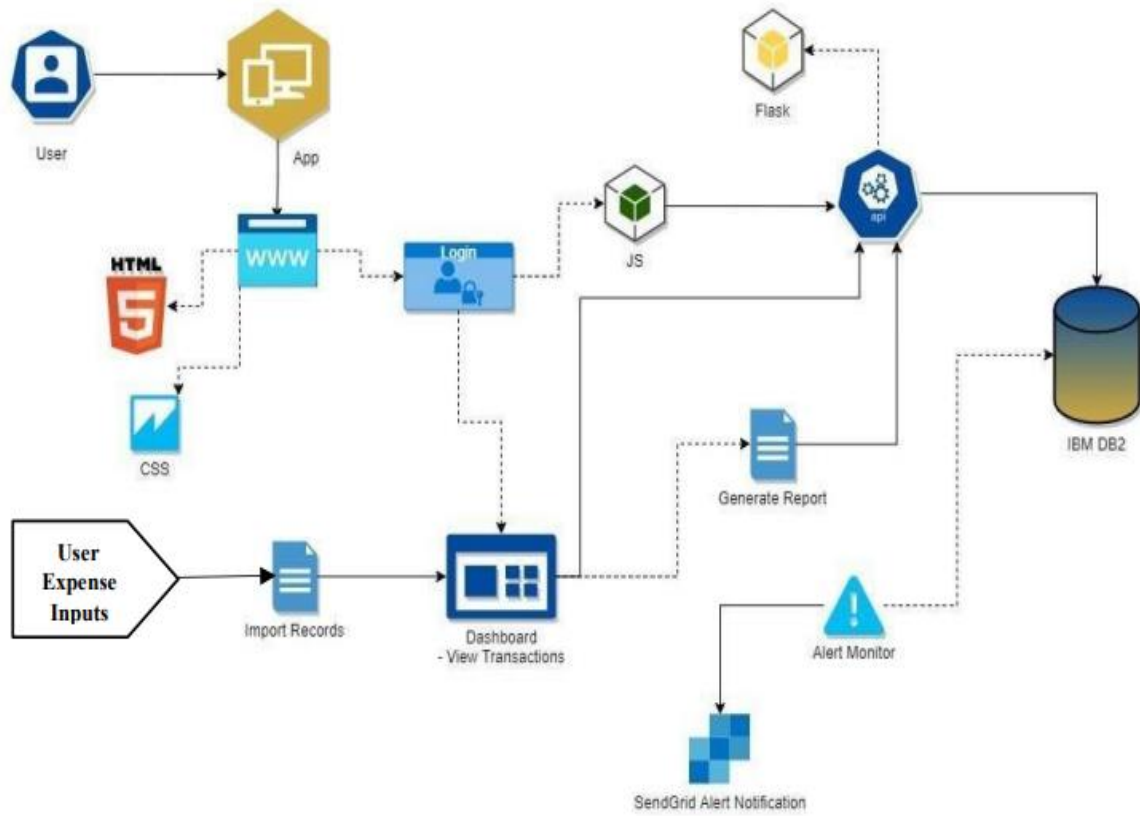 User
App
Flask
api
WWW
Login
JS
HTML
5
CSS
IBM DB2
Generate Report
User
Expense
Inputs
Import Records
Dashboard
- View Transactions
Alert Monitor
SendGrid Alert Notification